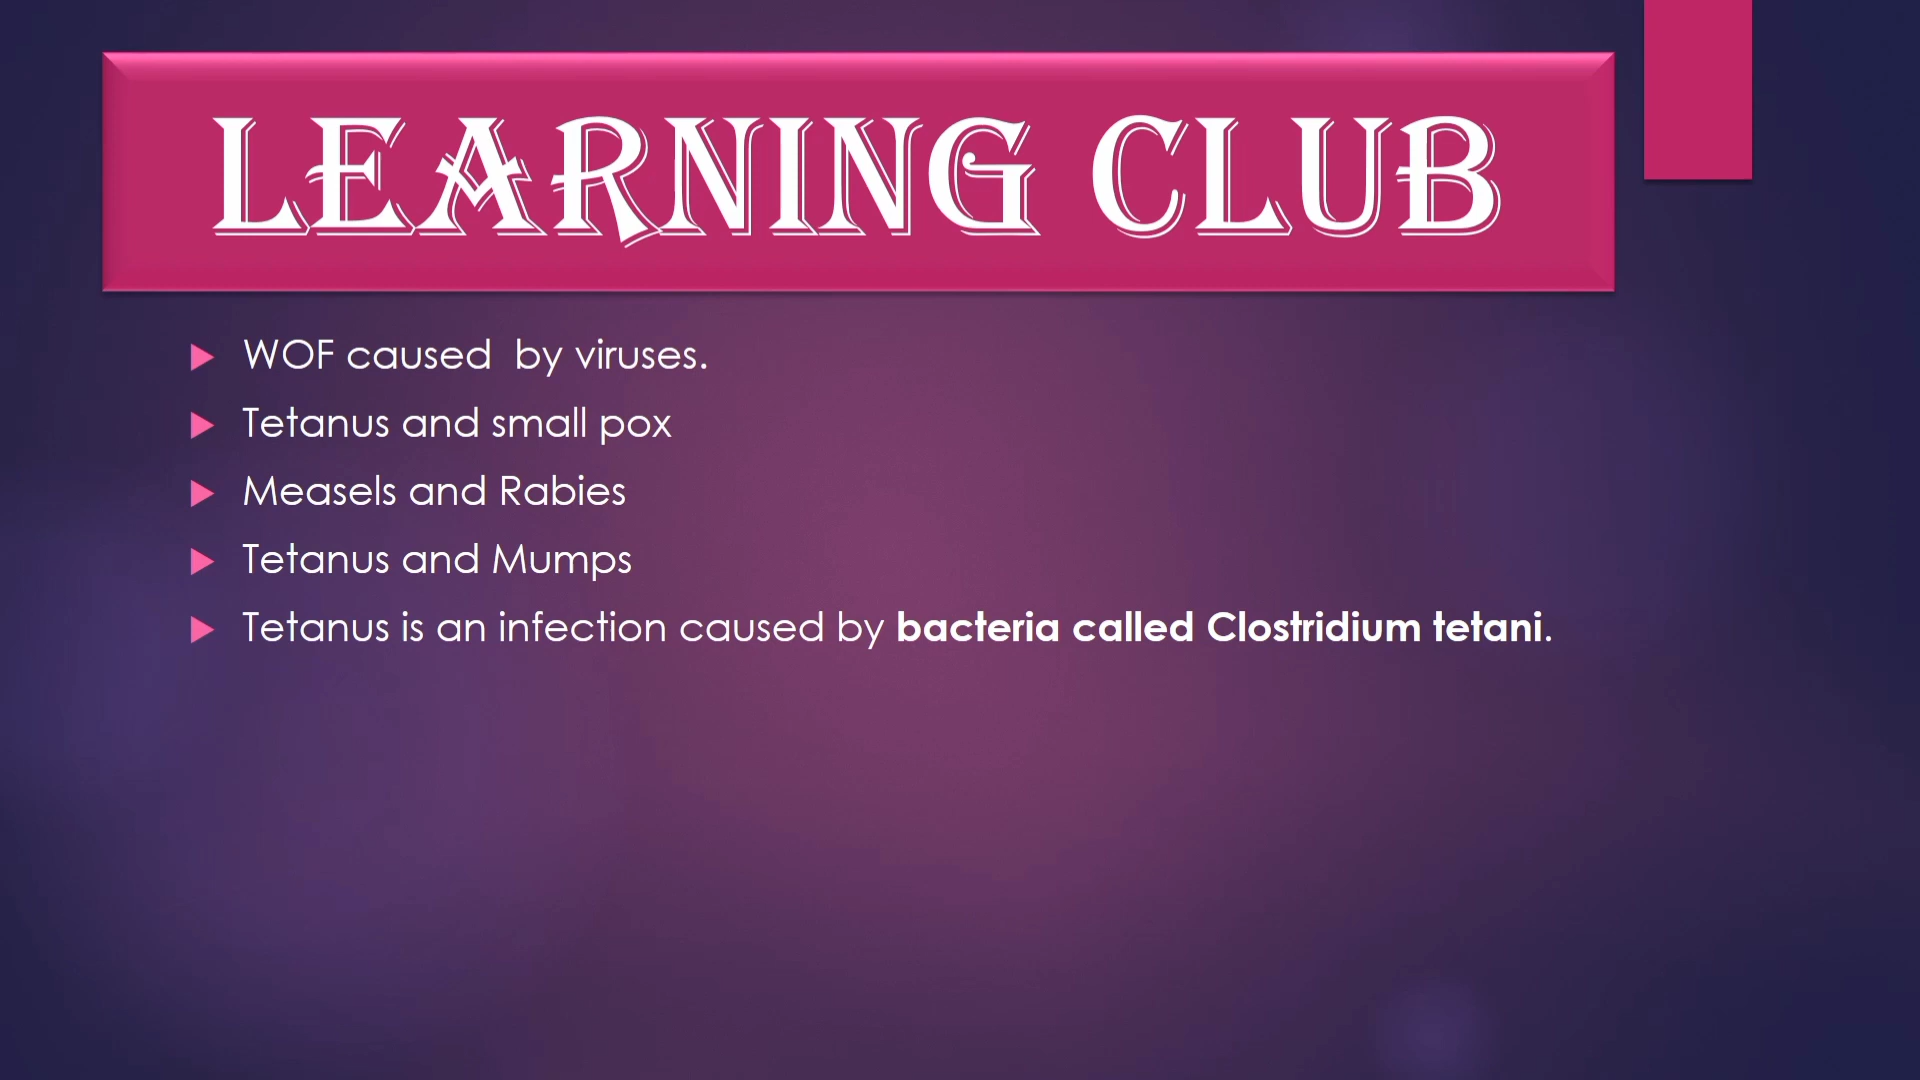 LEARNING CLUB
WOF caused  by viruses.
Tetanus and small pox
Measels and Rabies
Tetanus and Mumps
Tetanus is an infection caused by bacteria called Clostridium tetani.